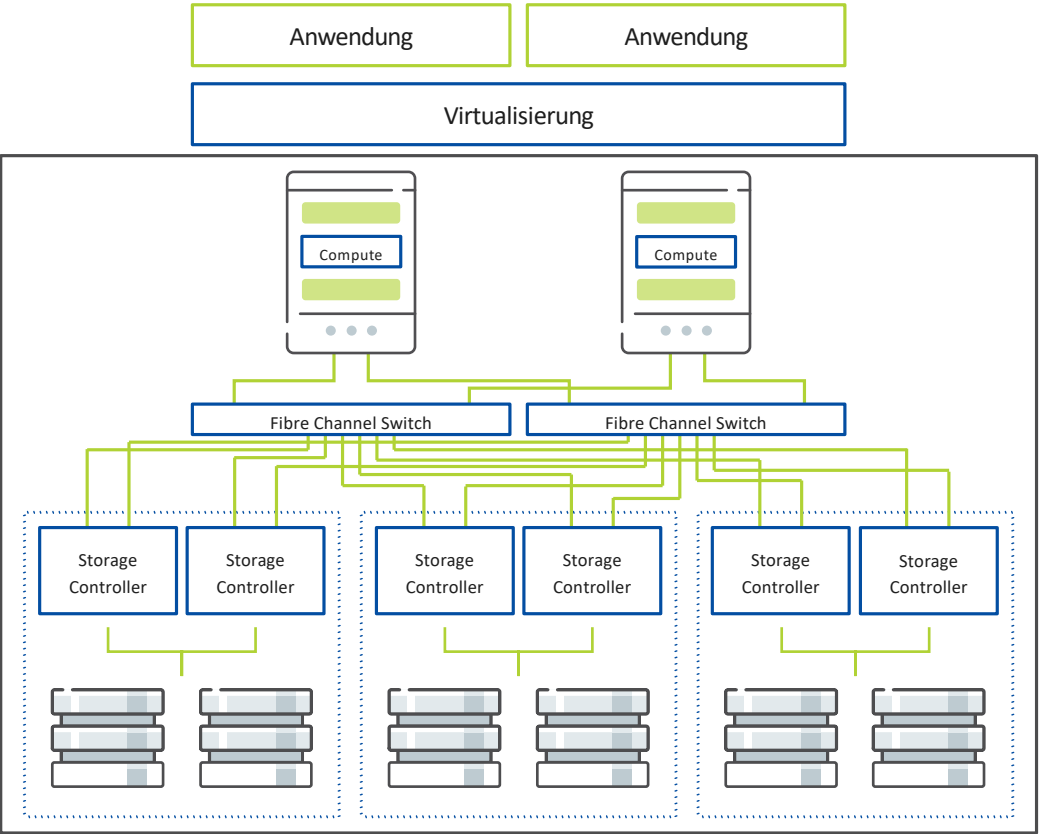 Anwendung
Anwendung
Virtualisierung
Compute
Compute
Fibre Channel Switch
Fibre Channel Switch
Storage
Controller
Storage
Controller
Storage
Controller
Storage
Controller
Storage
Controller
Storage
Controller